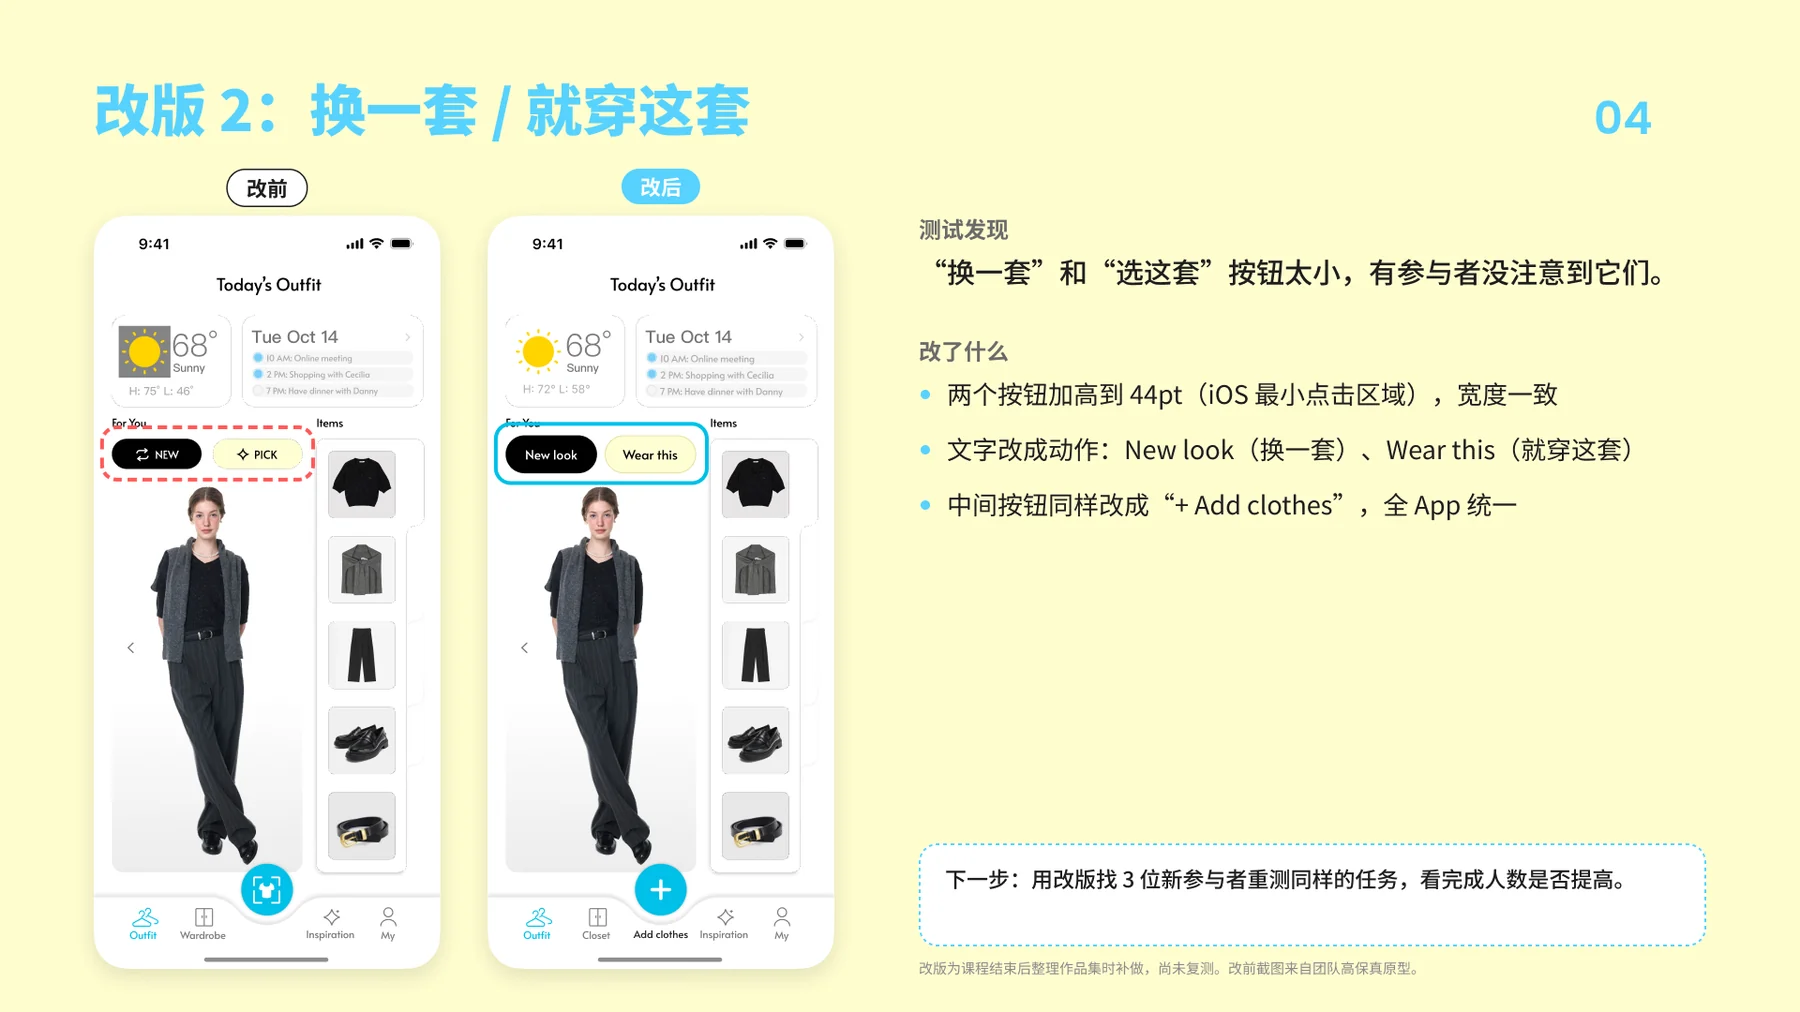 改版 2：换一套 / 就穿这套
04
改前
9:41
Today's Outfit
68°
Sunny
H: 75° L: 46°
Tue Oct 14
10 AM: Online meeting
2 PM: Shopping with Cecilia
7 PM: Have dinner with Danny
For You
Items
NEW
PICK
Outfit
Wardrobe
Inspiration
My
改后
9:41
Today's Outfit
68°
Sunny
H: 72° L: 58°
Tue Oct 14
10 AM: Online meeting
2 PM: Shopping with Cecilia
7 PM: Have dinner with Danny
For You
Items
New look
Wear this
Outfit
Closet
Add clothes
Inspiration
My
测试发现
“换一套”和“选这套”按钮太小，有参与者没注意到它们。
改了什么
• 两个按钮加高到 44pt（iOS 最小点击区域），宽度一致
• 文字改成动作：New look（换一套）、Wear this（就穿这套）
• 中间按钮同样改成“+ Add clothes”，全 App 统一
下一步：用改版找 3 位新参与者重测同样的任务，看完成人数是否提高。
改版为课程结束后整理作品集时补做，尚未复测。改前截图来自团队高保真原型。